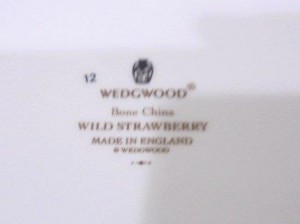 12
WEDGWOOD®
Bone China
WILD STRAWBERRY
MADE IN ENGLAND
© WEDGWOOD